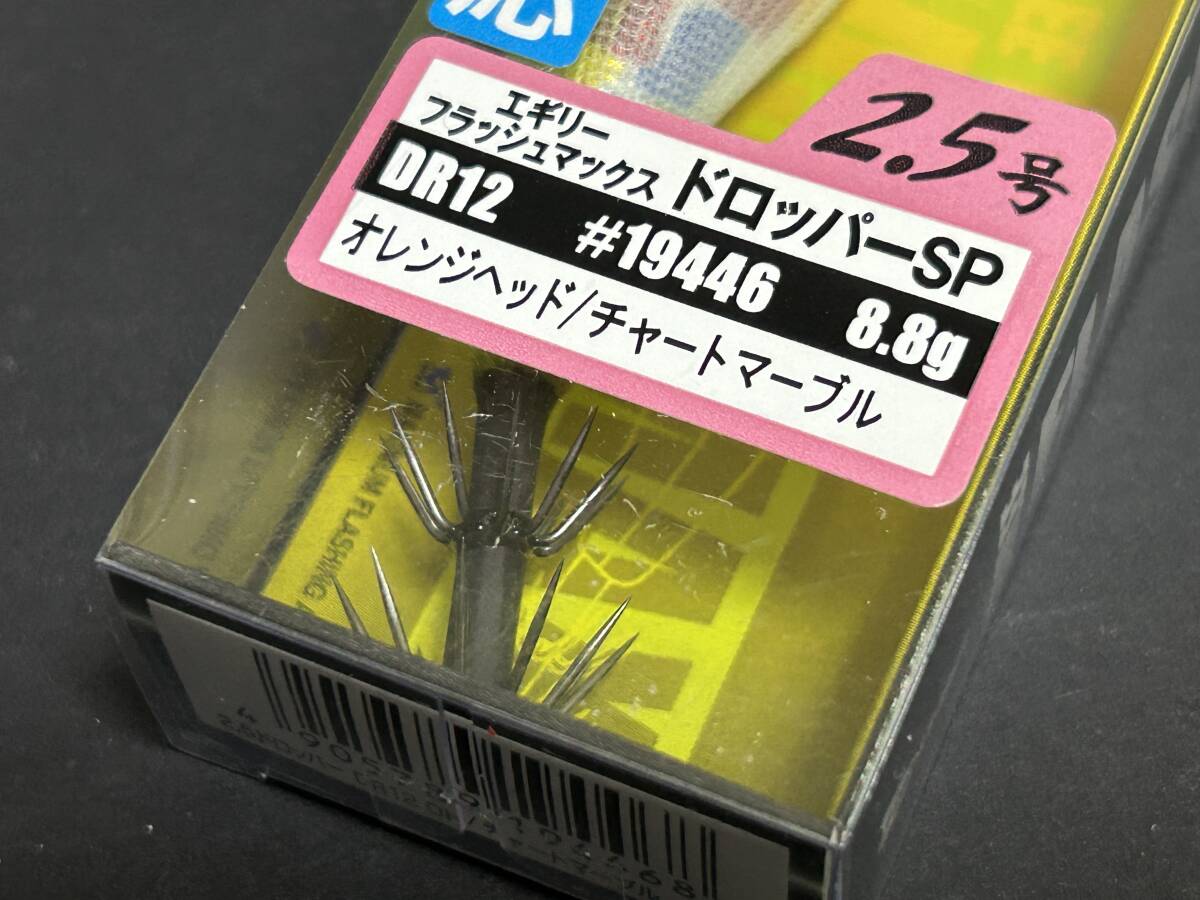 2.5号
エギリー
フラッシュマックス ドロッパーSP
DR12 #19446 8.8g
オレンジヘッド/チャートマーブル
UM FLASHING